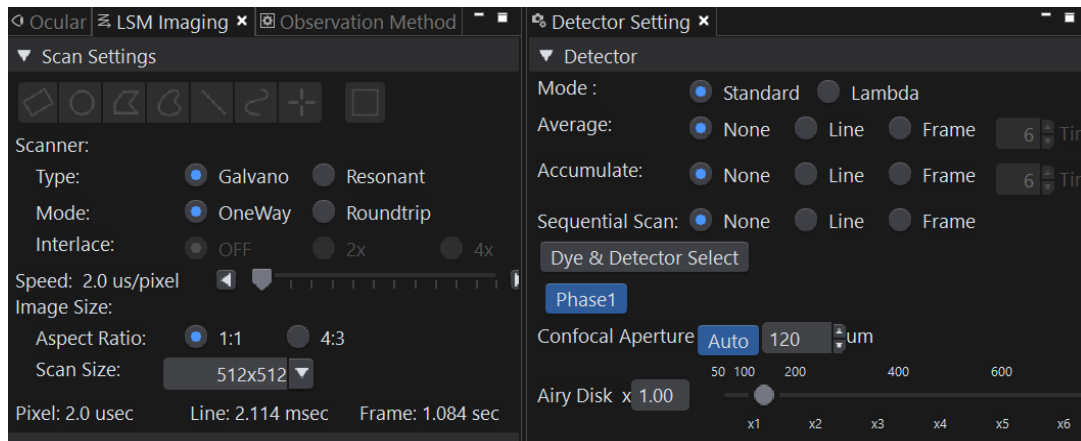 Ocular LSM Imaging Observation Method
Scan Settings
Scanner:
Type: Galvano Resonant
Mode: OneWay Roundtrip
Interlace: OFF 2x 4x
Speed: 2.0 us/pixel
Image Size:
Aspect Ratio: 1:1 4:3
Scan Size: 512x512
Pixel: 2.0 usec Line: 2.114 msec Frame: 1.084 sec
Detector Setting
Detector
Mode : Standard Lambda
Average: None Line Frame 6 Tir
Accumulate: None Line Frame 6 Tir
Sequential Scan: None Line Frame
Dye & Detector Select
Phase1
Confocal Aperture Auto 120 um
50 100 200 400 600
Airy Disk x 1.00
x1 x2 x3 x4 x5 x6